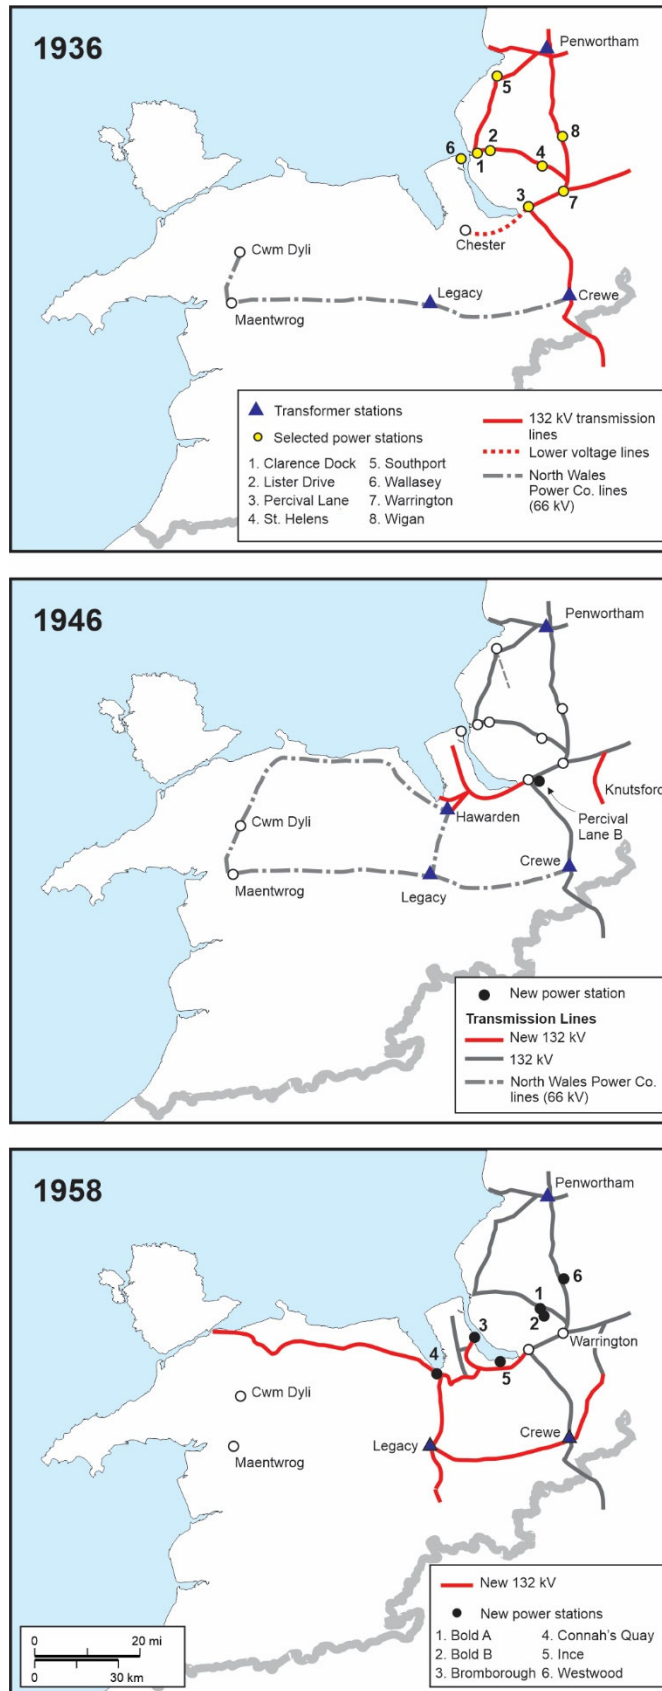 1936
Penwortham
5
8
2
6
1
4
3
7
Chester
Cwm Dyli
Legacy
Crewe
Maentwrog
Transformer stations
Selected power stations
1. Clarence Dock
2. Lister Drive
3. Percival Lane
4. St. Helens
5. Southport
6. Wallasey
7. Warrington
8. Wigan
132 kV transmission
lines
Lower voltage lines
North Wales
Power Co. lines
(66 kV)
1946
Penwortham
Knutsford
Hawarden
Percival
Lane B
Cwm Dyli
Crewe
Maentwrog
Legacy
New power station
Transmission Lines
New 132 kV
132 kV
North Wales Power Co.
lines (66 kV)
1958
Penwortham
6
1
2
3
Warrington
4
5
Cwm Dyli
Crewe
Legacy
Maentwrog
New 132 kV
New power stations
1. Bold A
2. Bold B
3. Bromborough
4. Connah's Quay
5. Ince
6. Westwood
0 20 mi
0 30 km